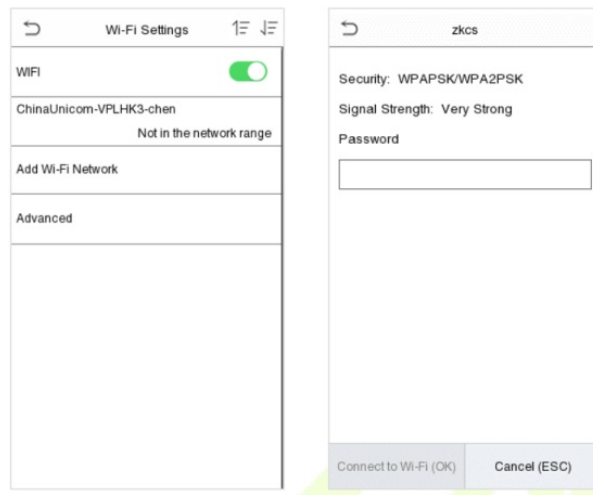 Wi-Fi Settings
WIFI
ChinaUnicom-VPLHK3-chen
Not in the network range
Add Wi-Fi Network
Advanced
zkcs
Security: WPAPSK/WPA2PSK
Signal Strength: Very Strong
Password
Connect to Wi-Fi (OK)
Cancel (ESC)